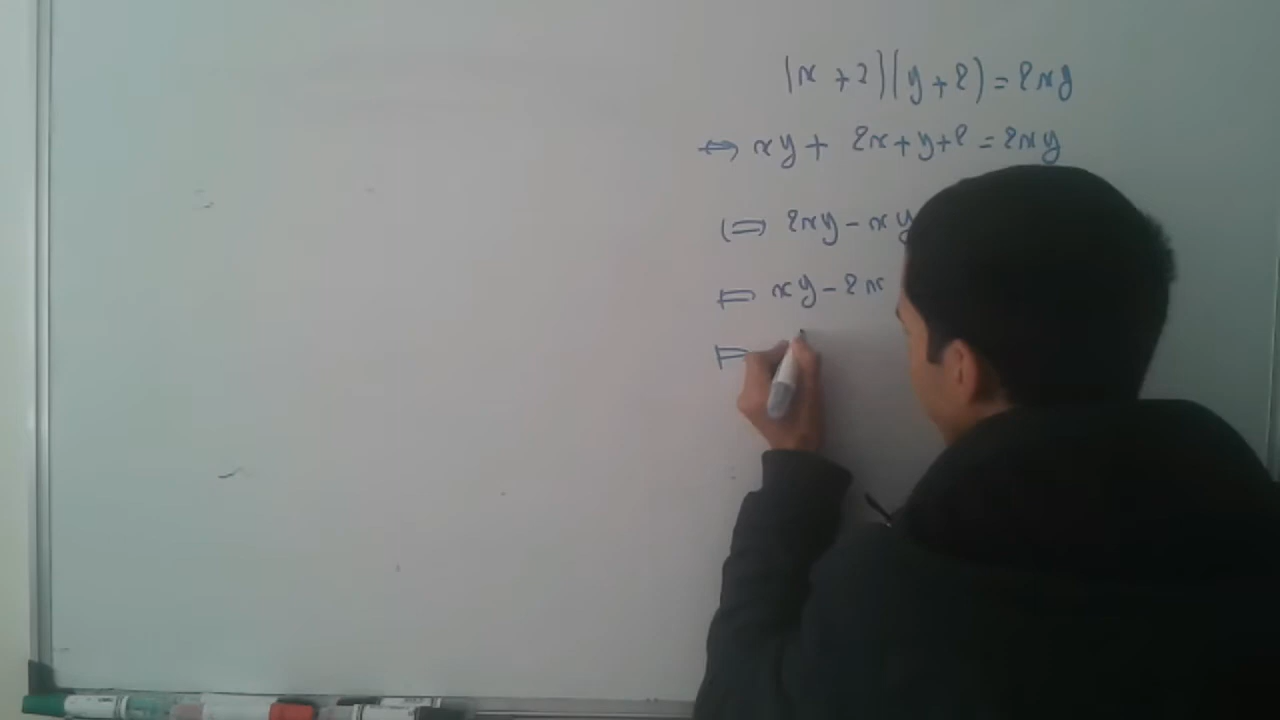 (x + 2)(y + 2) = 2xy
⇔ xy + 2x + y + 2 = 2xy
⇔ 2xy - xy
⇔ xy - 2x